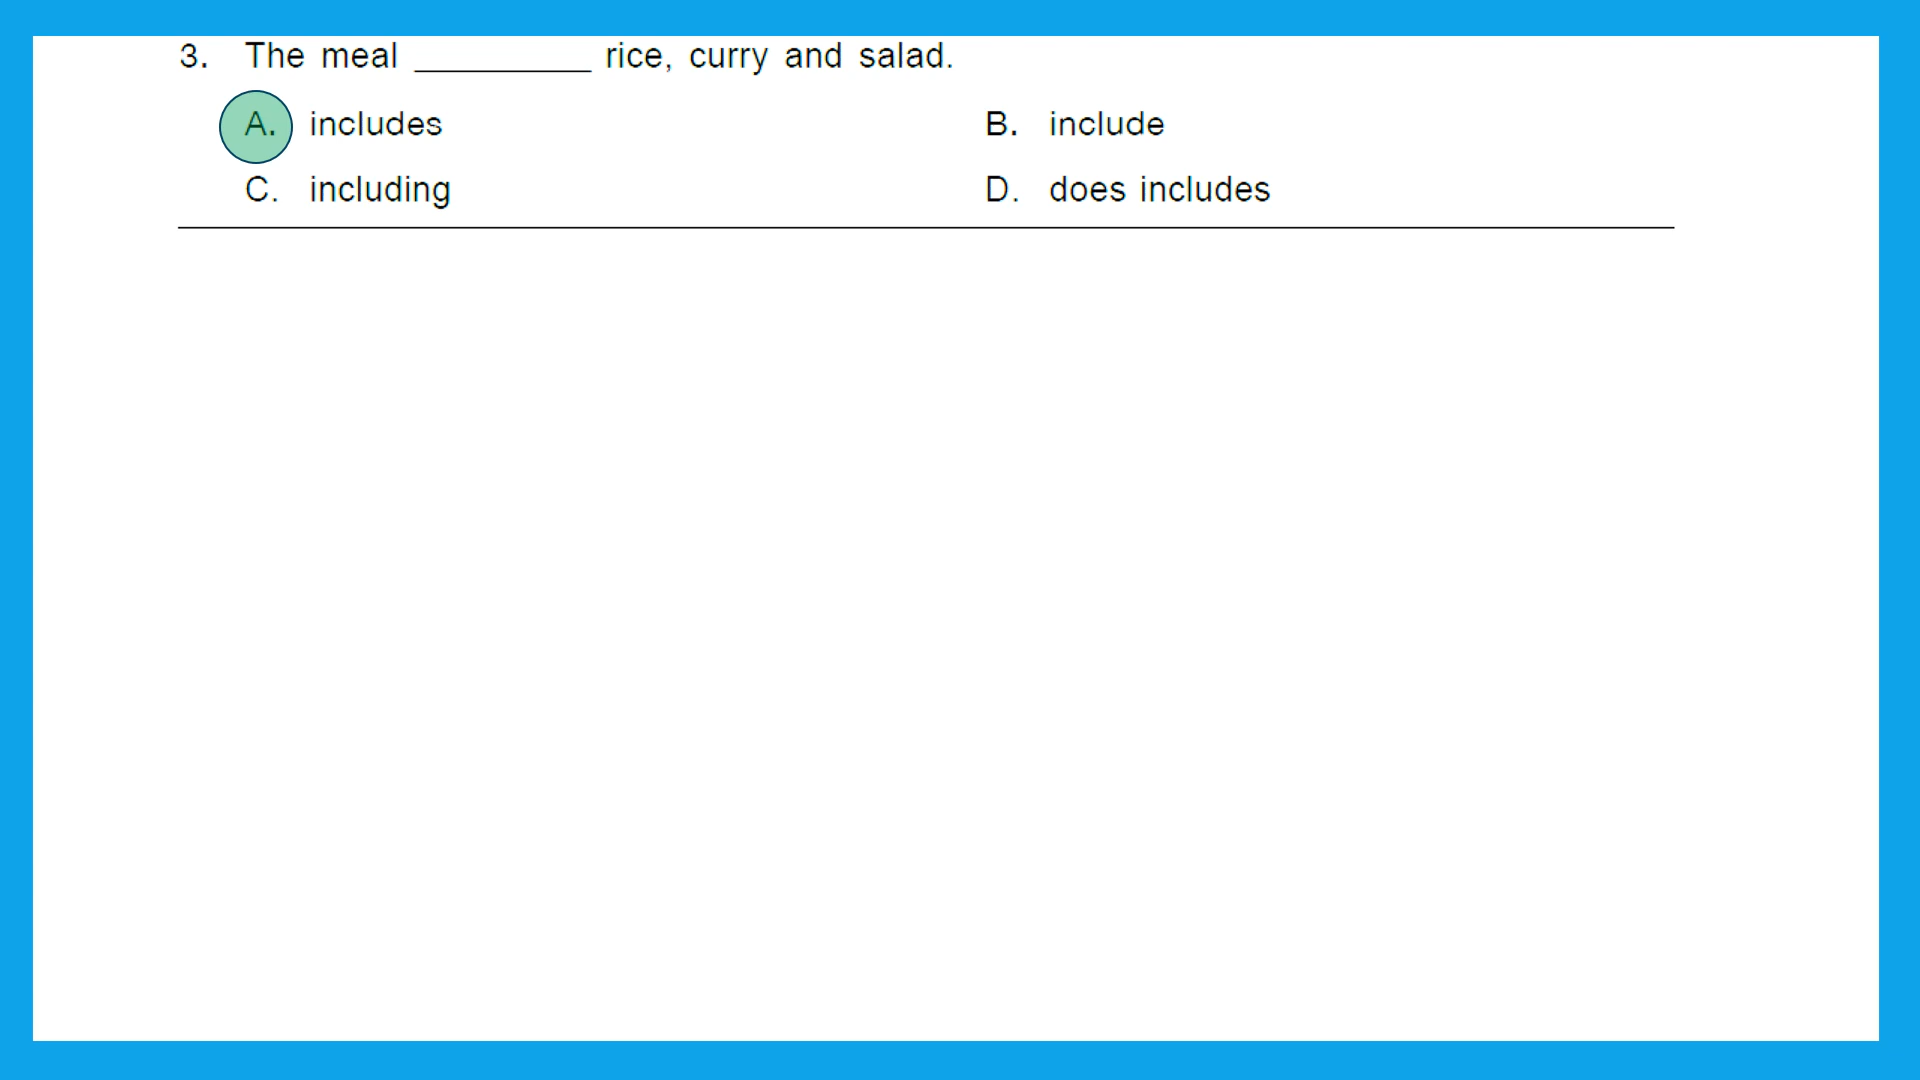 3. The meal __________ rice, curry and salad.
A. includes B. include
C. including D. does includes